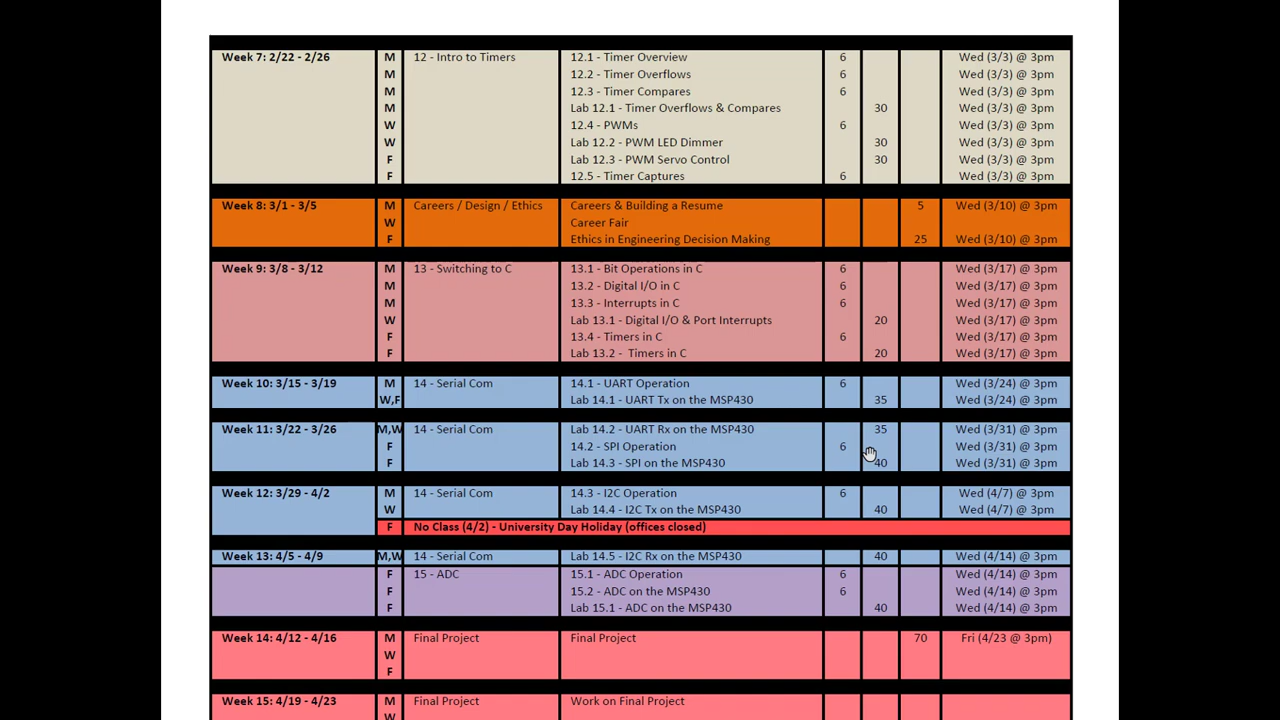 Week 7: 2/22 - 2/26 M 12 - Intro to Timers 12.1 - Timer Overview 6 Wed (3/3) @ 3pm
M 12.2 - Timer Overflows 6 Wed (3/3) @ 3pm
M 12.3 - Timer Compares 6 Wed (3/3) @ 3pm
M Lab 12.1 - Timer Overflows & Compares 30 Wed (3/3) @ 3pm
W 12.4 - PWMs 6 Wed (3/3) @ 3pm
W Lab 12.2 - PWM LED Dimmer 30 Wed (3/3) @ 3pm
F Lab 12.3 - PWM Servo Control 30 Wed (3/3) @ 3pm
F 12.5 - Timer Captures 6 Wed (3/3) @ 3pm
Week 8: 3/1 - 3/5 M Careers / Design / Ethics Careers & Building a Resume 5 Wed (3/10) @ 3pm
W Career Fair
F Ethics in Engineering Decision Making 25 Wed (3/10) @ 3pm
Week 9: 3/8 - 3/12 M 13 - Switching to C 13.1 - Bit Operations in C 6 Wed (3/17) @ 3pm
M 13.2 - Digital I/O in C 6 Wed (3/17) @ 3pm
M 13.3 - Interrupts in C 6 Wed (3/17) @ 3pm
W Lab 13.1 - Digital I/O & Port Interrupts 20 Wed (3/17) @ 3pm
F 13.4 - Timers in C 6 Wed (3/17) @ 3pm
F Lab 13.2 - Timers in C 20 Wed (3/17) @ 3pm
Week 10: 3/15 - 3/19 M 14 - Serial Com 14.1 - UART Operation 6 Wed (3/24) @ 3pm
W,F Lab 14.1 - UART Tx on the MSP430 35 Wed (3/24) @ 3pm
Week 11: 3/22 - 3/26 M,W 14 - Serial Com Lab 14.2 - UART Rx on the MSP430 35 Wed (3/31) @ 3pm
F 14.2 - SPI Operation 6 Wed (3/31) @ 3pm
F Lab 14.3 - SPI on the MSP430 40 Wed (3/31) @ 3pm
Week 12: 3/29 - 4/2 M 14 - Serial Com 14.3 - I2C Operation 6 Wed (4/7) @ 3pm
W Lab 14.4 - I2C Tx on the MSP430 40 Wed (4/7) @ 3pm
F No Class (4/2) - University Day Holiday (offices closed)
Week 13: 4/5 - 4/9 M,W 14 - Serial Com Lab 14.5 - I2C Rx on the MSP430 40 Wed (4/14) @ 3pm
F 15 - ADC 15.1 - ADC Operation 6 Wed (4/14) @ 3pm
F 15.2 - ADC on the MSP430 6 Wed (4/14) @ 3pm
F Lab 15.1 - ADC on the MSP430 40 Wed (4/14) @ 3pm
Week 14: 4/12 - 4/16 M Final Project Final Project 70 Fri (4/23 @ 3pm)
W
F
Week 15: 4/19 - 4/23 M Final Project Work on Final Project
W